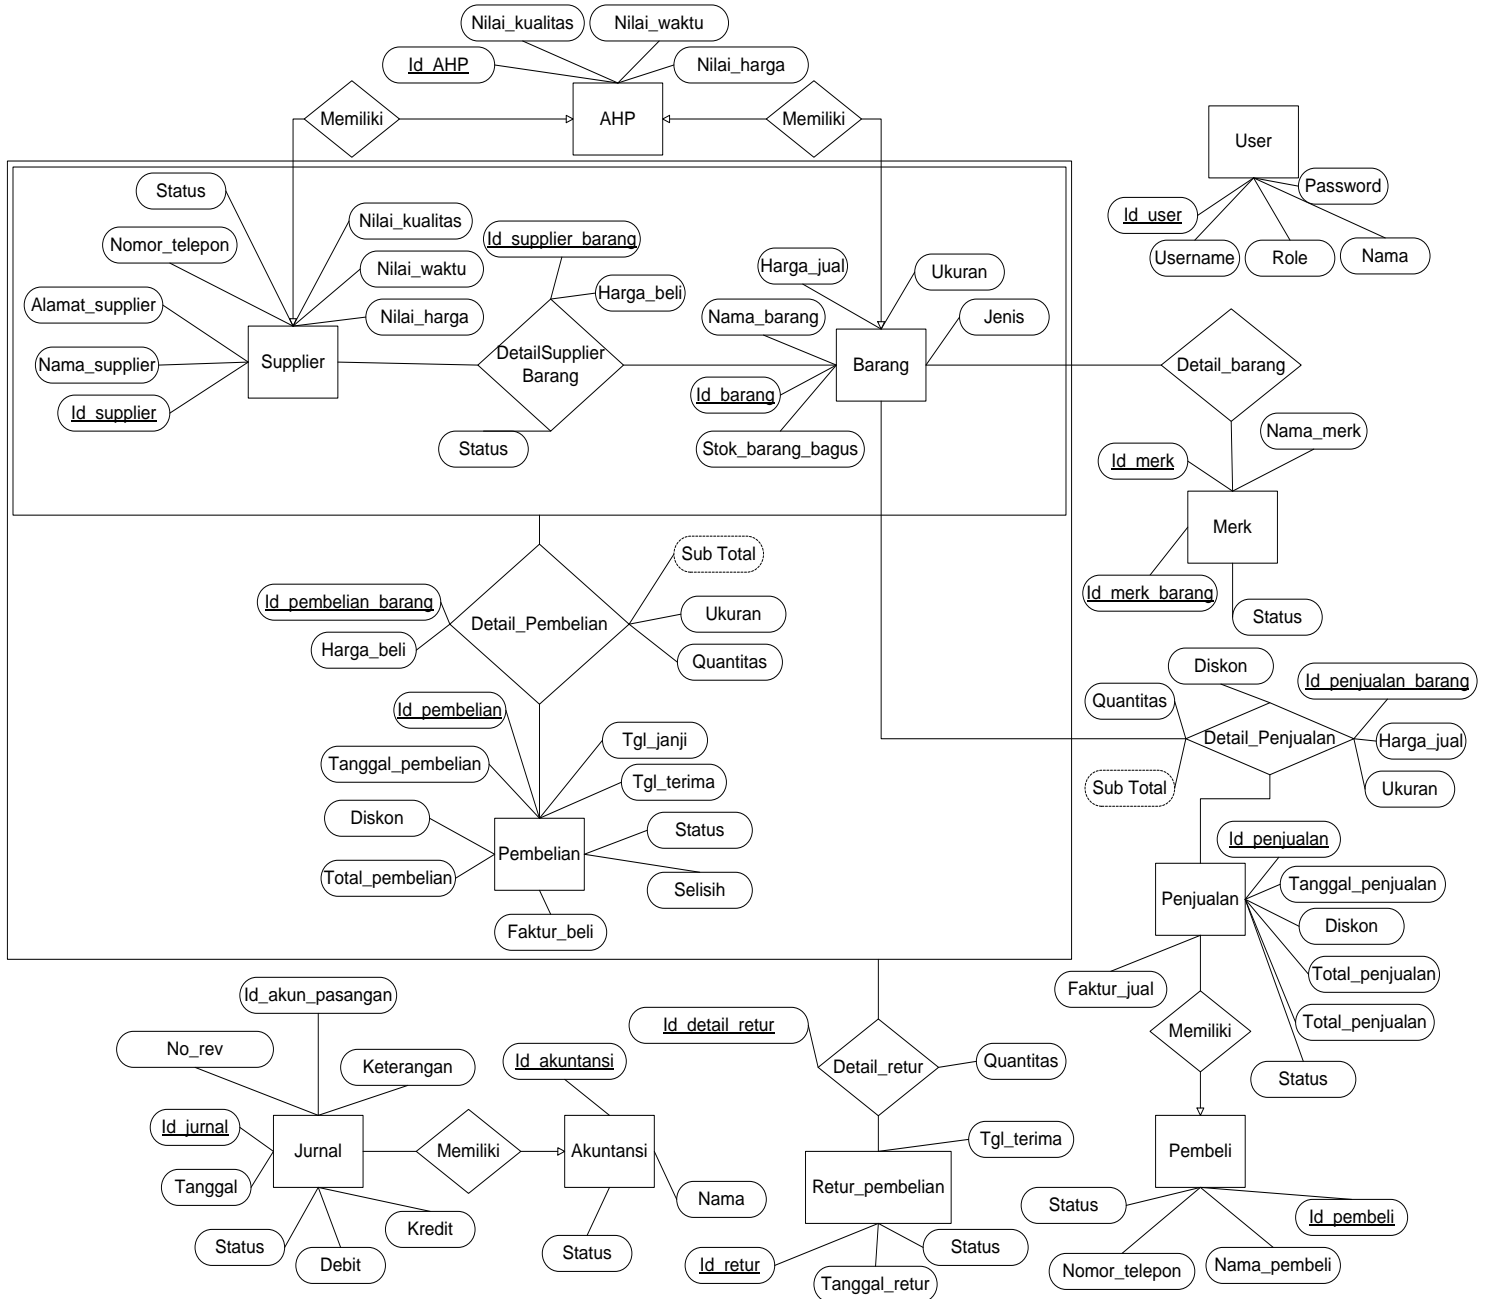 Nilai_kualitas
Nilai_waktu
Id_AHP
Nilai_harga
Memiliki
AHP
Memiliki
User
Password
Id_user
Username
Role
Nama
Status
Nomor_telepon
Nilai_kualitas
Nilai_waktu
Alamat_supplier
Nilai_harga
Supplier
Nama_supplier
Id_supplier
Id_supplier_barang
Harga_beli
DetailSupplier
Barang
Status
Harga_jual
Ukuran
Nama_barang
Jenis
Barang
Id_barang
Stok_barang_bagus
Detail_barang
Nama_merk
Id_merk
Merk
Id_merk_barang
Status
Sub Total
Id_pembelian_barang
Ukuran
Detail_Pembelian
Harga_beli
Quantitas
Id_pembelian
Tgl_janji
Tanggal_pembelian
Tgl_terima
Diskon
Status
Pembelian
Total_pembelian
Selisih
Faktur_beli
Diskon
Id_penjualan_barang
Quantitas
Detail_Penjualan
Harga_jual
Sub Total
Ukuran
Id_penjualan
Tanggal_penjualan
Penjualan
Diskon
Total_penjualan
Faktur_jual
Total_penjualan
Memiliki
Status
Id_akun_pasangan
No_rev
Keterangan
Id_jurnal
Jurnal
Memiliki
Tanggal
Status
Kredit
Debit
Id_akuntansi
Akuntansi
Nama
Status
Id_detail_retur
Detail_retur
Quantitas
Tgl_terima
Retur_pembelian
Status
Id_retur
Tanggal_retur
Pembeli
Status
Id_pembeli
Nomor_telepon
Nama_pembeli